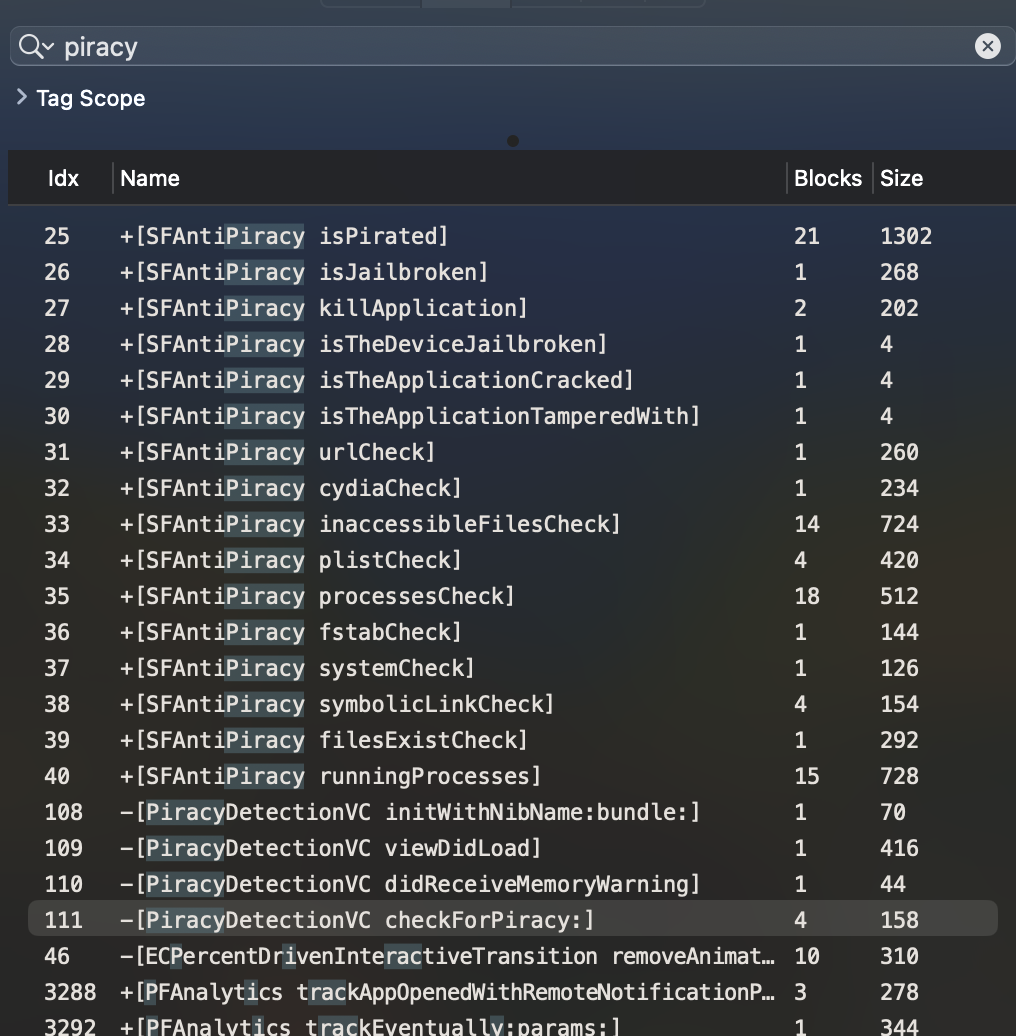 piracy
Tag Scope
Idx Name Blocks Size
25 +[SFAntiPiracy isPirated] 21 1302
26 +[SFAntiPiracy isJailbroken] 1 268
27 +[SFAntiPiracy killApplication] 2 202
28 +[SFAntiPiracy isTheDeviceJailbroken] 1 4
29 +[SFAntiPiracy isTheApplicationCracked] 1 4
30 +[SFAntiPiracy isTheApplicationTamperedWith] 1 4
31 +[SFAntiPiracy urlCheck] 1 260
32 +[SFAntiPiracy cydiaCheck] 1 234
33 +[SFAntiPiracy inaccessibleFilesCheck] 14 724
34 +[SFAntiPiracy plistCheck] 4 420
35 +[SFAntiPiracy processesCheck] 18 512
36 +[SFAntiPiracy fstabCheck] 1 144
37 +[SFAntiPiracy systemCheck] 1 126
38 +[SFAntiPiracy symbolicLinkCheck] 4 154
39 +[SFAntiPiracy filesExistCheck] 1 292
40 +[SFAntiPiracy runningProcesses] 15 728
108 -[PiracyDetectionVC initWithNibName:bundle:] 1 70
109 -[PiracyDetectionVC viewDidLoad] 1 416
110 -[PiracyDetectionVC didReceiveMemoryWarning] 1 44
111 -[PiracyDetectionVC checkForPiracy:] 4 158
46 -[ECPercentDrivenInteractiveTransition removeAnimat… 10 310
3288 +[PFAnalytics trackAppOpenedWithRemoteNotificationP… 3 278
3292 +[PFAnalytics trackEventually:params:] 1 344